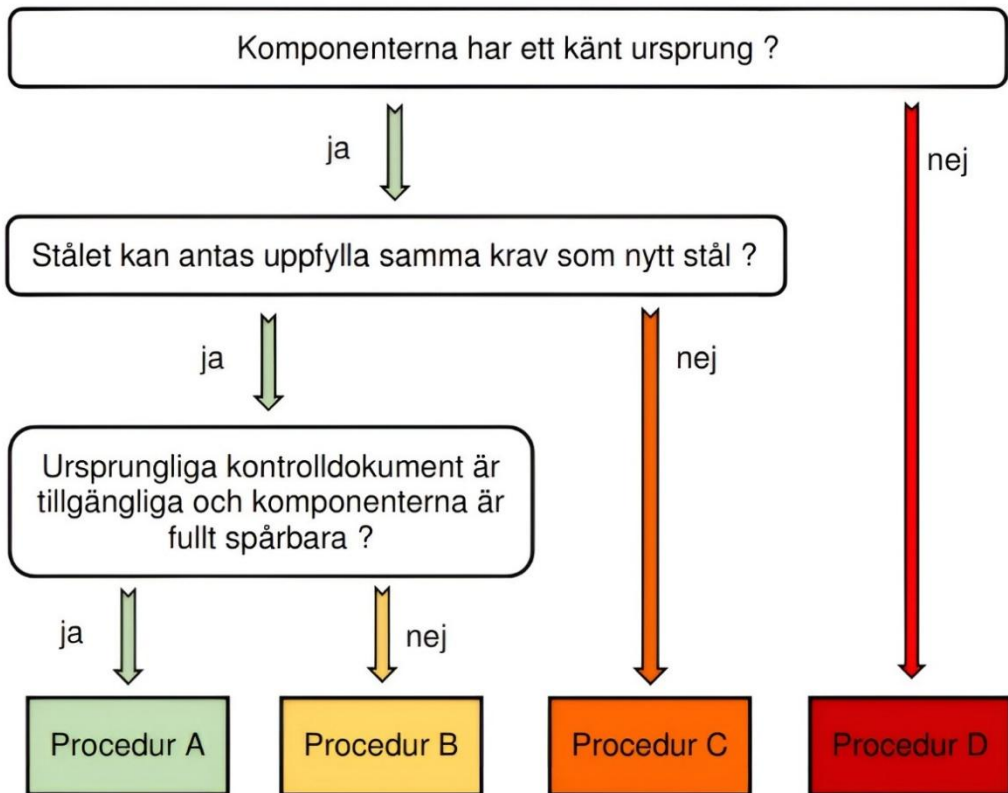 Komponenterna har ett känt ursprung ?
ja
nej
Stålet kan antas uppfylla samma krav som nytt stål ?
ja
nej
Ursprungliga kontrolldokument är
tillgängliga och komponenterna är
fullt spårbara ?
ja
nej
Procedur A
Procedur B
Procedur C
Procedur D